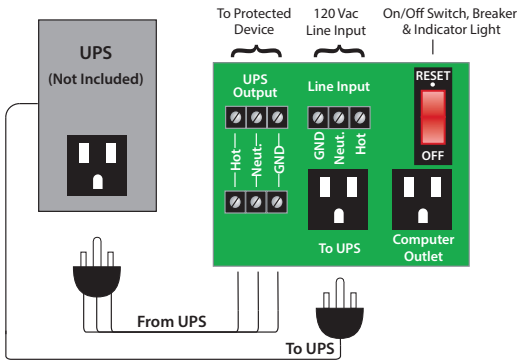 To Protected
Device
120 Vac
Line Input
On/Off Switch, Breaker
& Indicator Light
UPS
(Not Included)
UPS
Output
Line Input
RESET
OFF
Hot
Neut.
GND
GND
Neut.
Hot
To UPS
Computer
Outlet
From UPS
To UPS